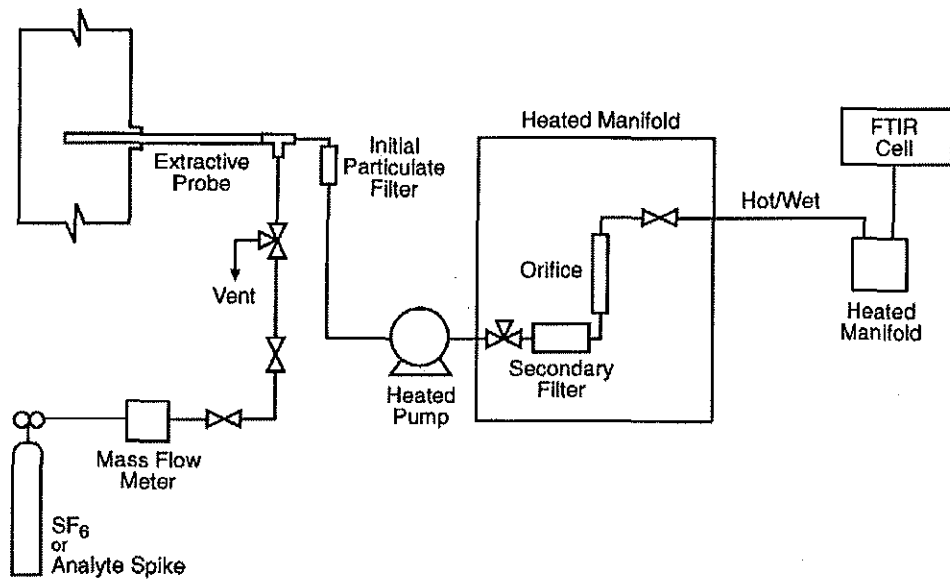 Extractive
Probe
Initial
Particulate
Filter
Heated Manifold
FTIR
Cell
Hot/Wet
Orifice
Heated
Manifold
Vent
Secondary
Filter
Heated
Pump
Mass Flow
Meter
SF6
or
Analyte Spike